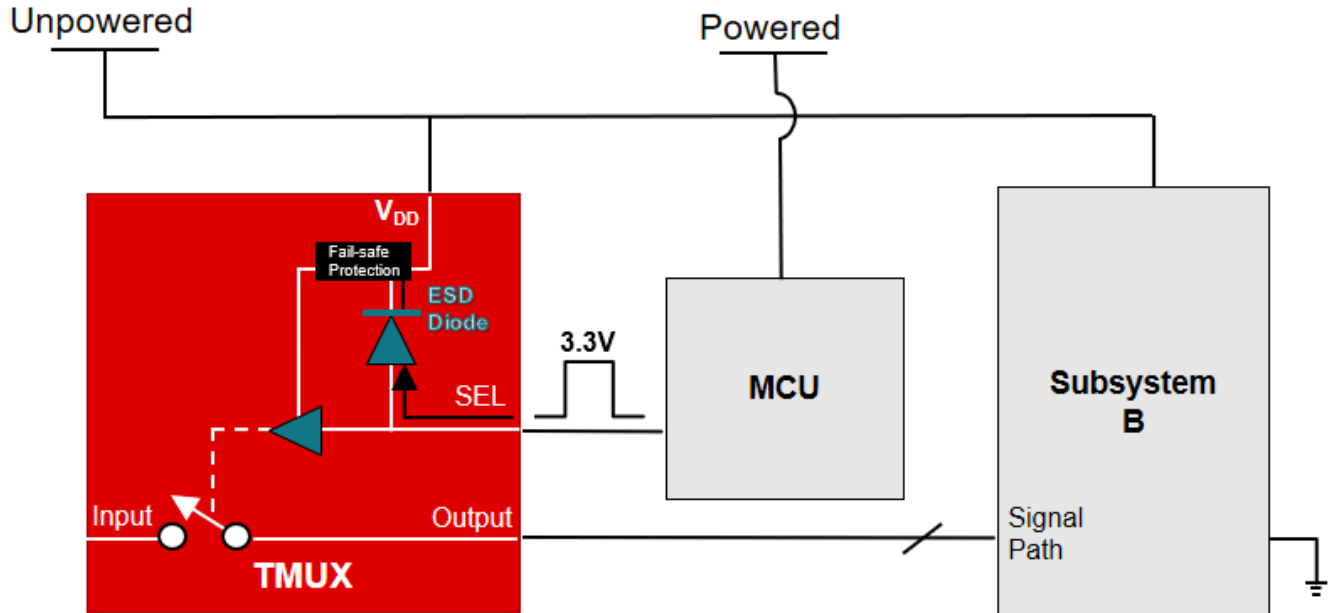 Unpowered
Powered
VDD
Fail-safe
Protection
ESD
Diode
3.3V
SEL
MCU
Subsystem
B
Input
Output
Signal
Path
TMUX